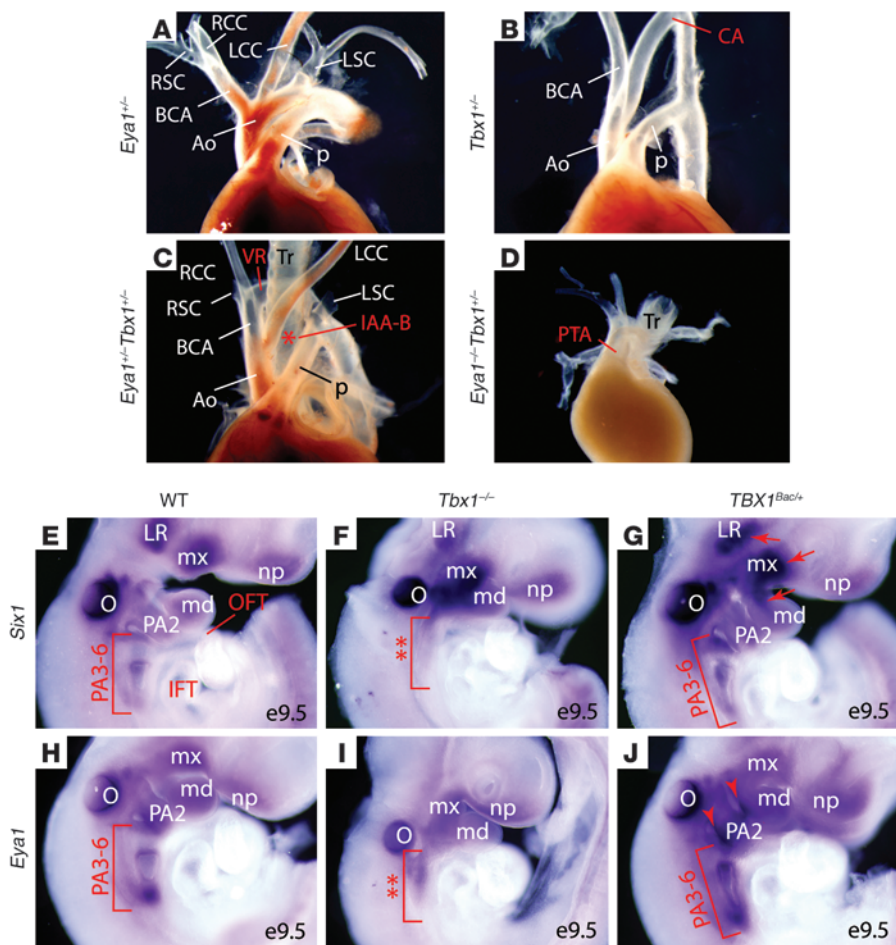 A
RCC
LCC
RSC
LSC
BCA
Ao
p
Eya1+/−
B
CA
BCA
Ao
p
Tbx1+/−
C
VR
Tr
LCC
RCC
RSC
LSC
IAA-B
*
BCA
Ao
p
Eya1+/−Tbx1+/−
D
Tr
PTA
Eya1−/−Tbx1+/−
WT
Tbx1−/−
TBX1Bac/+
Six1
E
LR
mx
np
O
md
OFT
PA2
PA3-6
IFT
e9.5
F
LR
mx
np
O
md
**
e9.5
G
LR
mx
np
O
md
PA2
PA3-6
e9.5
Eya1
H
mx
O
md
np
PA2
PA3-6
e9.5
I
mx
np
O
md
**
e9.5
J
mx
O
md
np
PA2
PA3-6
e9.5